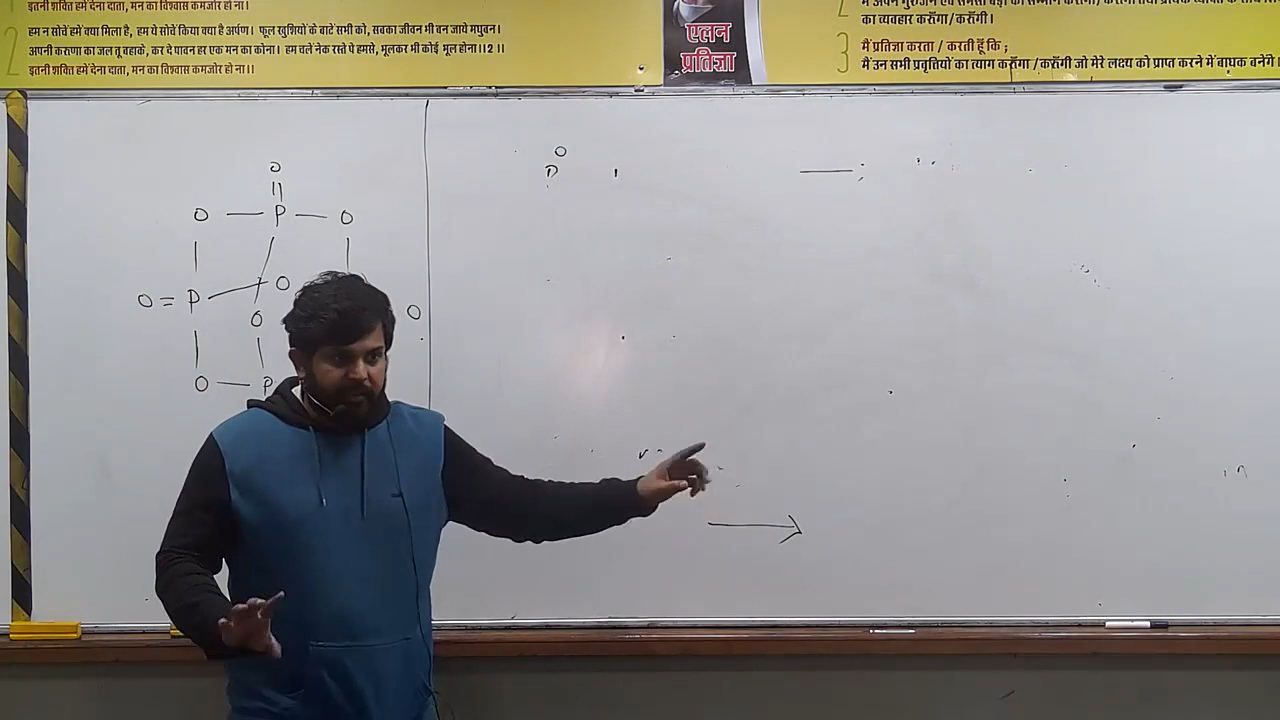 इतनी शक्ति हमें देना दाता, मन का विश्वास कमजोर हो ना।
हम न सोचें हमें क्या मिला है, हम ये सोचें किया क्या है अर्पण। फूल खुशियों के बाटें सभी को, सबका जीवन भी बन जाये मधुबन।
2 अपनी करुणा का जल तू बहाके, कर दे पावन हर एक मन का कोना। हम चलें नेक रस्ते पे हमसे, भूलकर भी कोई भूल हो ना।। 2 ।।
इतनी शक्ति हमें देना दाता, मन का विश्वास कमजोर हो ना।।
एलन
प्रतिज्ञा
2
का व्यवहार करूँगा / करूँगी।
3 मैं प्रतिज्ञा करता / करती हूँ कि ;
मैं उन सभी प्रवृत्तियों का त्याग करूँगा / करूँगी जो मेरे लक्ष्य को प्राप्त करने में बाधक बनेंगे।
O
O — P — O
O = P O
O O
O — P
O